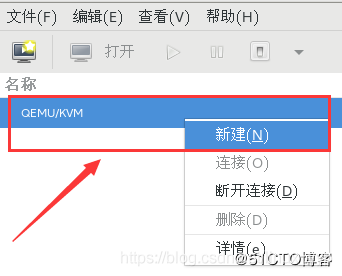 文件(F) 编辑(E) 查看(V) 帮助(H)
打开
名称
QEMU/KVM
新建(N)
连接(O)
断开连接(D)
删除(D)
详情(e)
@51CTO博客